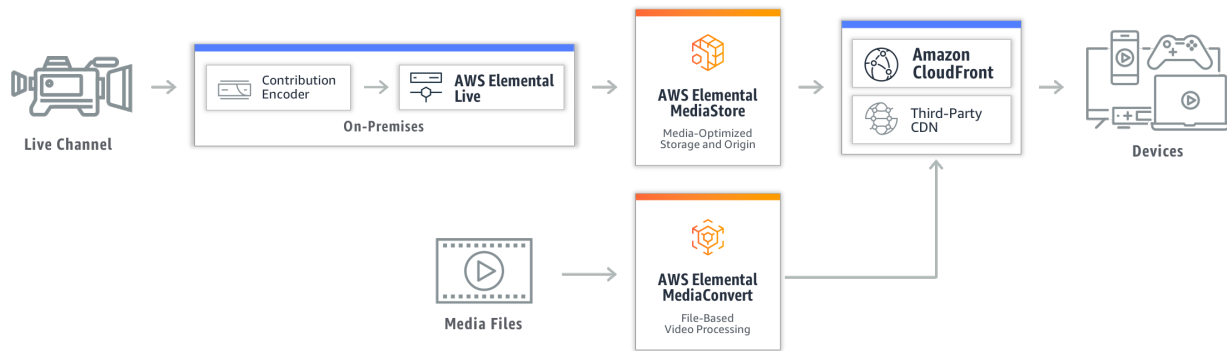 Live Channel
Contribution
Encoder
AWS Elemental
Live
On-Premises
AWS Elemental
MediaStore
Media-Optimized
Storage and Origin
Amazon
CloudFront
Third-Party
CDN
Devices
Media Files
AWS Elemental
MediaConvert
File-Based
Video Processing